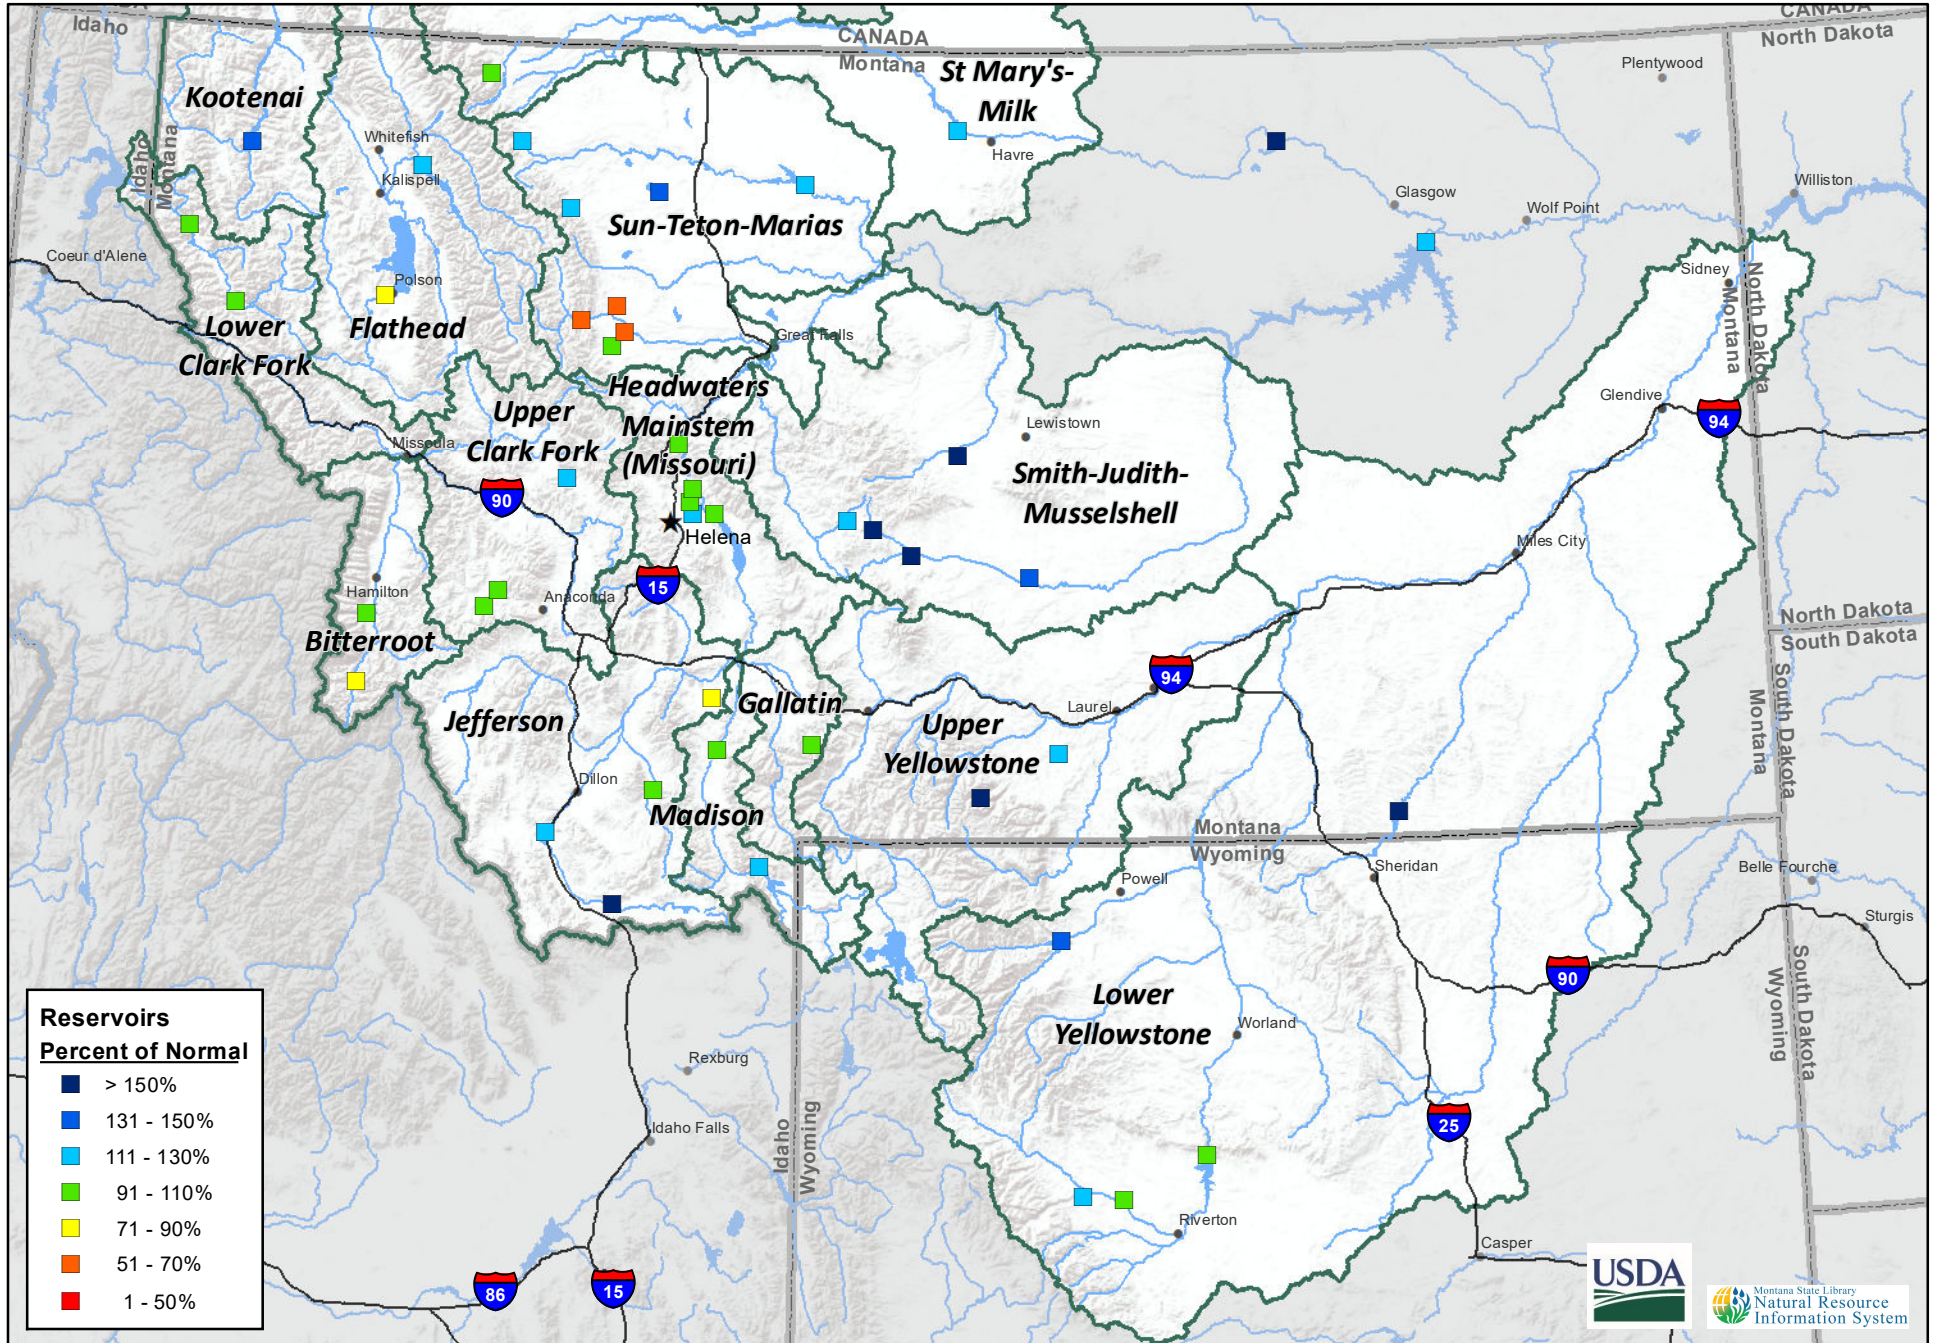 CANADA
Idaho
CANADA
Montana
CANADA
North Dakota
Plentywood
St Mary's-
Milk
Kootenai
Whitefish
Havre
Idaho
Montana
Kalispell
Glasgow
Williston
Wolf Point
Sun-Teton-Marias
Coeur d'Alene
Polson
Sidney
Montana
North Dakota
Lower
Clark Fork
Flathead
Great Falls
Headwaters
Mainstem
(Missouri)
Upper
Clark Fork
Missoula
Lewistown
Glendive
94
Smith-Judith-
Musselshell
90
Helena
Miles City
15
Hamilton
Anaconda
Bitterroot
North Dakota
South Dakota
94
Jefferson
Gallatin
Laurel
Upper
Yellowstone
Montana
South Dakota
Dillon
Madison
Montana
Wyoming
Powell
Sheridan
Belle Fourche
Sturgis
90
Lower
Yellowstone
Worland
Wyoming
South Dakota
Reservoirs
Percent of Normal
> 150%
131 - 150%
111 - 130%
91 - 110%
71 - 90%
51 - 70%
1 - 50%
Rexburg
Idaho Falls
Idaho
Wyoming
25
Riverton
Casper
86
15
USDA
Montana State Library
Natural Resource
Information System